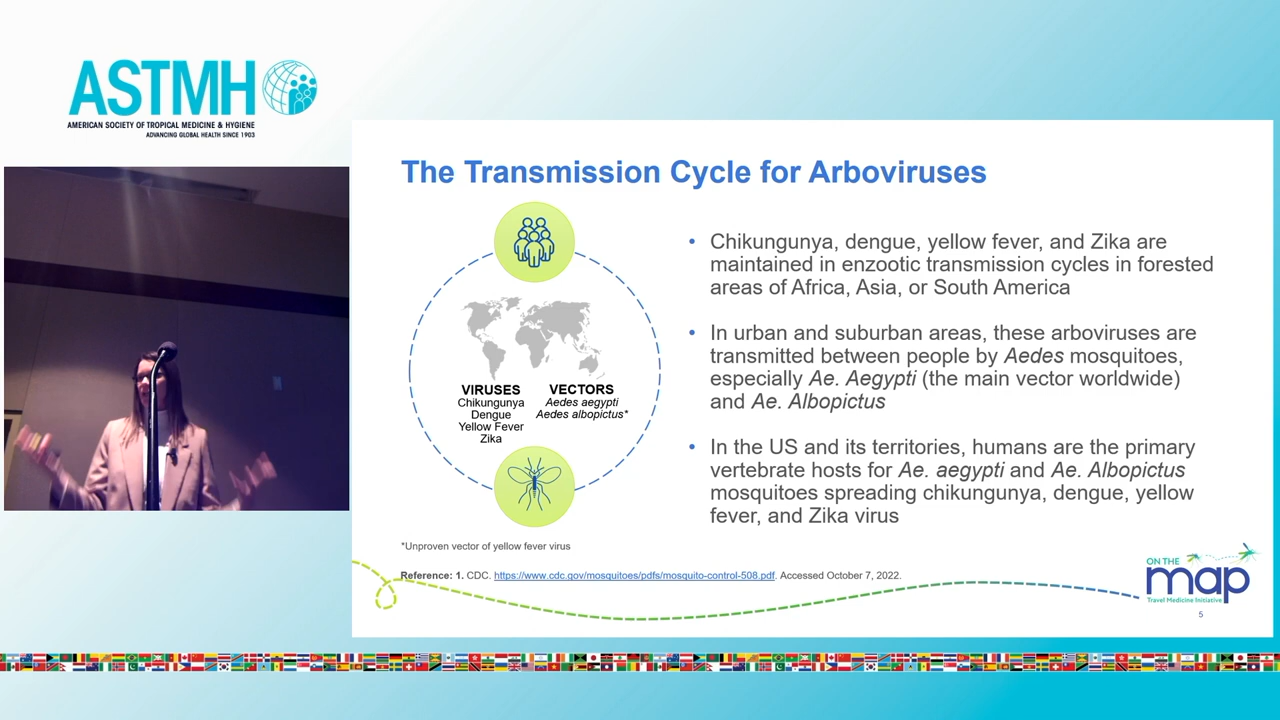 ASTMH
AMERICAN SOCIETY OF TROPICAL MEDICINE & HYGIENE
ADVANCING GLOBAL HEALTH SINCE 1903
The Transmission Cycle for Arboviruses
VIRUSES
Chikungunya
Dengue
Yellow Fever
Zika
VECTORS
Aedes aegypti
Aedes albopictus*
• Chikungunya, dengue, yellow fever, and Zika are
maintained in enzootic transmission cycles in forested
areas of Africa, Asia, or South America
• In urban and suburban areas, these arboviruses are
transmitted between people by Aedes mosquitoes,
especially Ae. Aegypti (the main vector worldwide)
and Ae. Albopictus
• In the US and its territories, humans are the primary
vertebrate hosts for Ae. aegypti and Ae. Albopictus
mosquitoes spreading chikungunya, dengue, yellow
fever, and Zika virus
*Unproven vector of yellow fever virus
Reference: 1. CDC. https://www.cdc.gov/mosquitoes/pdfs/mosquito-control-508.pdf. Accessed October 7, 2022.
ON THE
map
Travel Medicine Initiative
5